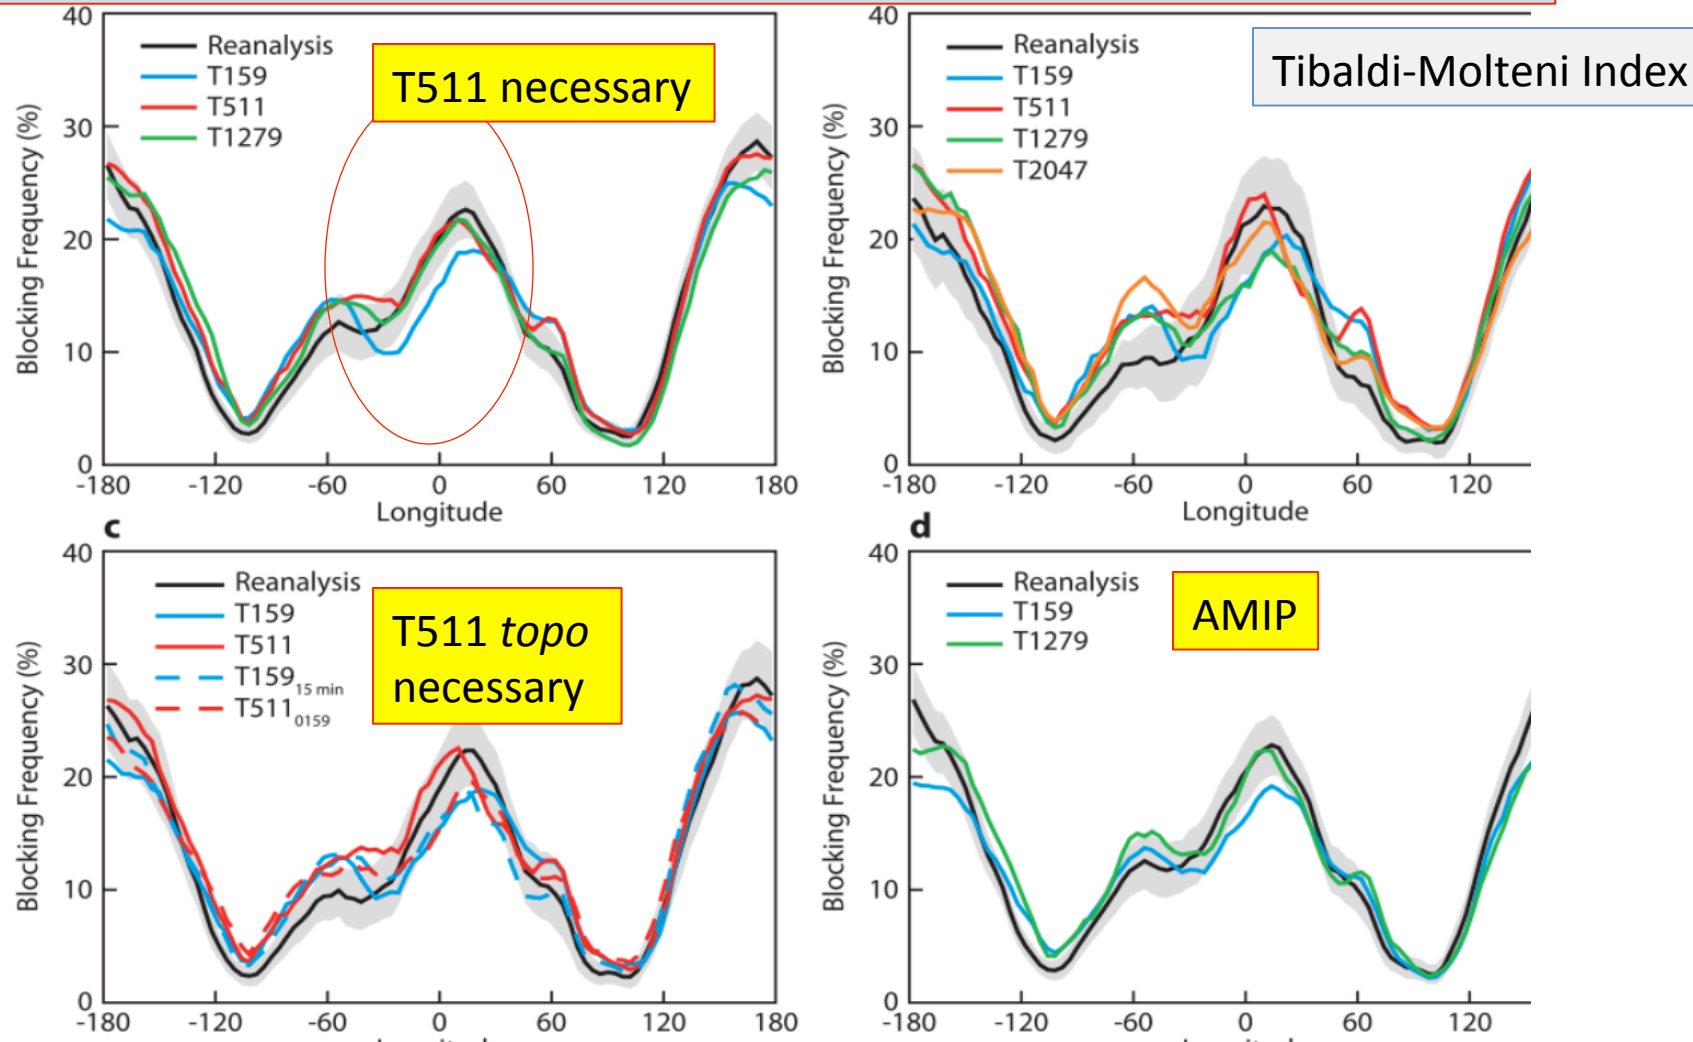 40
30
20
10
0
Blocking Frequency (%)
Reanalysis
T159
T511
T1279
T511 necessary
-180 -120 -60 0 60 120 180
Longitude
40
30
20
10
0
Blocking Frequency (%)
Reanalysis
T159
T511
T1279
T2047
Tibaldi-Molteni Index
-180 -120 -60 0 60 120
Longitude
c
40
30
20
10
0
Blocking Frequency (%)
Reanalysis
T159
T511
T159 15 min
T511 0159
T511 topo
necessary
-180 -120 -60 0 60 120 180
Longitude
d
40
30
20
10
0
Blocking Frequency (%)
Reanalysis
T159
T1279
AMIP
-180 -120 -60 0 60 120
Longitude